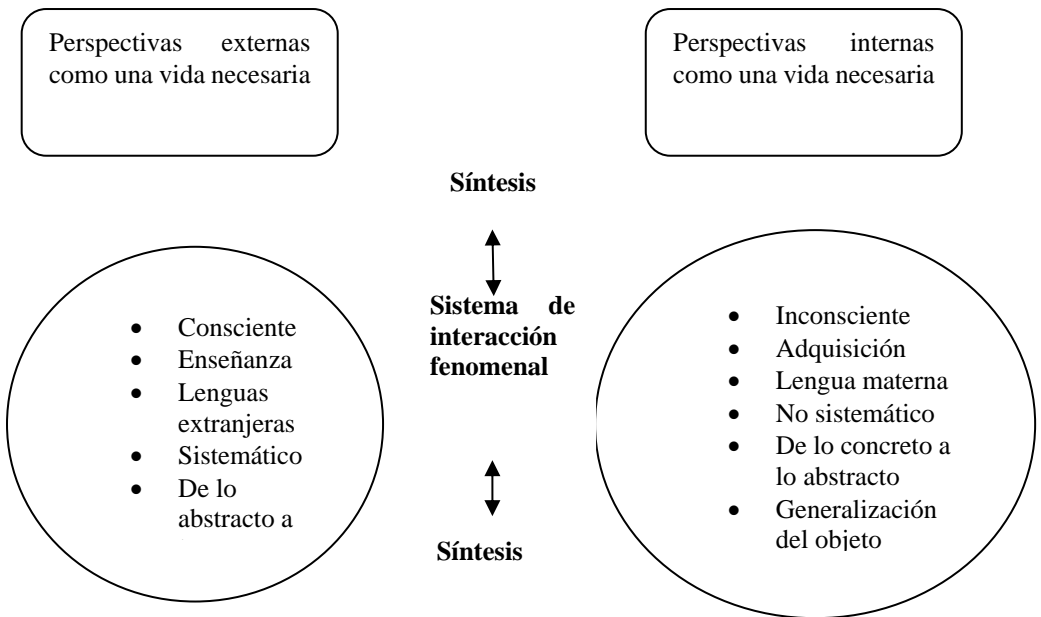 Perspectivas externas
como una vida necesaria
Perspectivas internas
como una vida necesaria
Síntesis
Sistema de
interacción
fenomenal
Síntesis
• Consciente
• Enseñanza
• Lenguas
extranjeras
• Sistemático
• De lo
abstracto a
• Inconsciente
• Adquisición
• Lengua materna
• No sistemático
• De lo concreto a
lo abstracto
• Generalización
del objeto